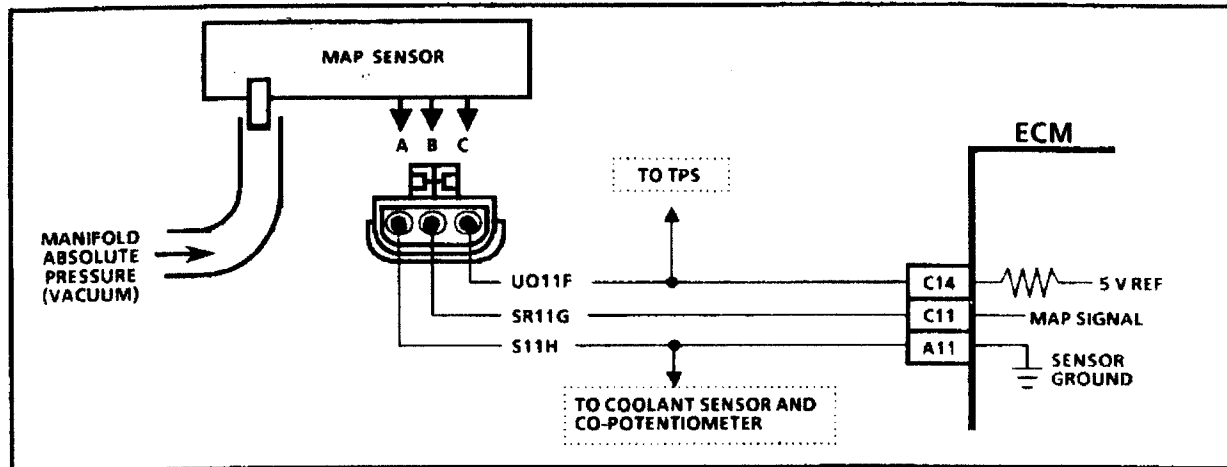 MAP SENSOR
A B C
ECM
TO TPS
MANIFOLD
ABSOLUTE
PRESSURE
(VACUUM)
UO11F
C14
5 V REF
SR11G
C11
MAP SIGNAL
S11H
A11
SENSOR
GROUND
TO COOLANT SENSOR AND
CO-POTENTIOMETER